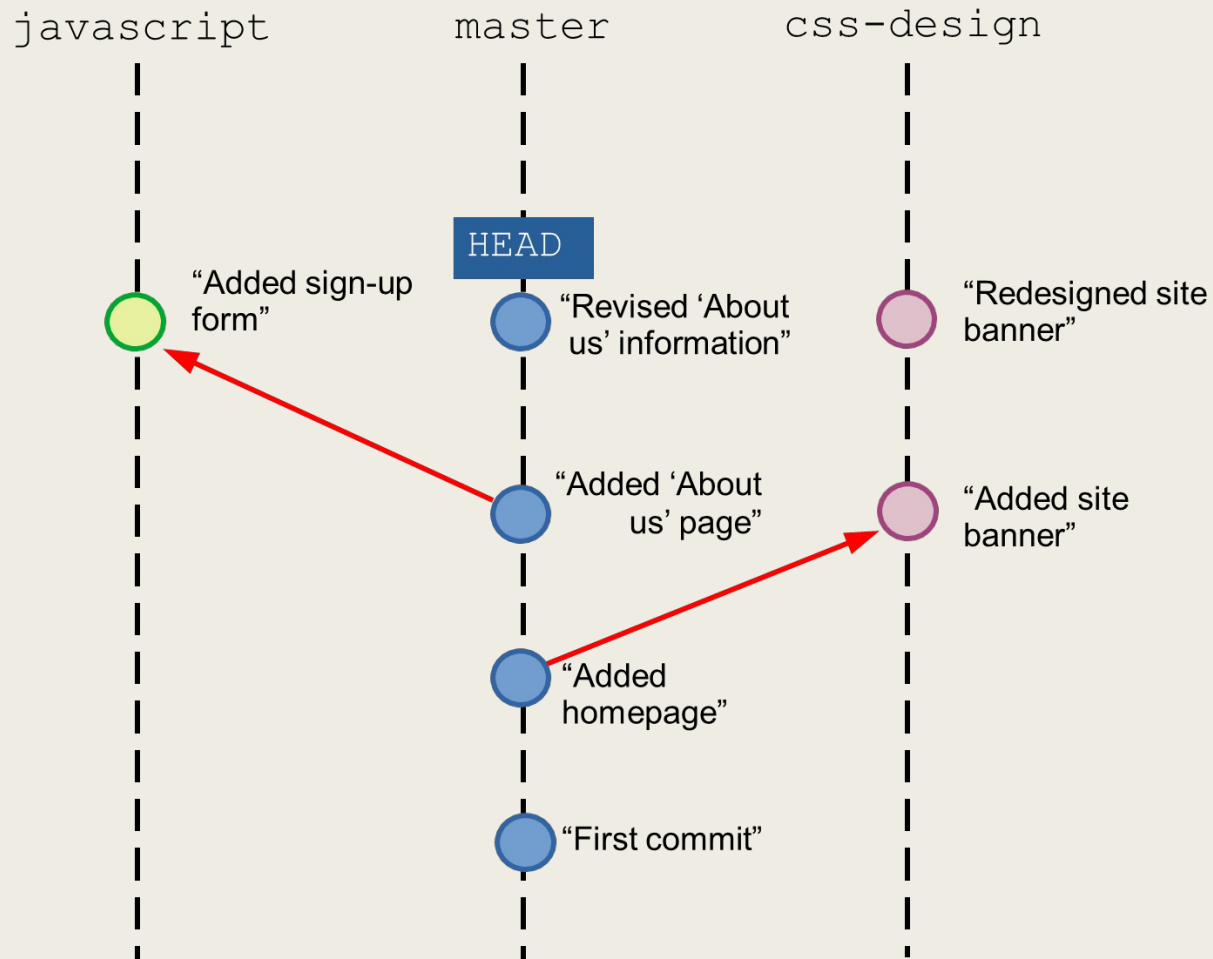 javascript
master
css-design
HEAD
“Added sign-up
form”
“Revised ‘About
us’ information”
“Redesigned site
banner”
“Added ‘About
us’ page”
“Added site
banner”
“Added
homepage”
“First commit”